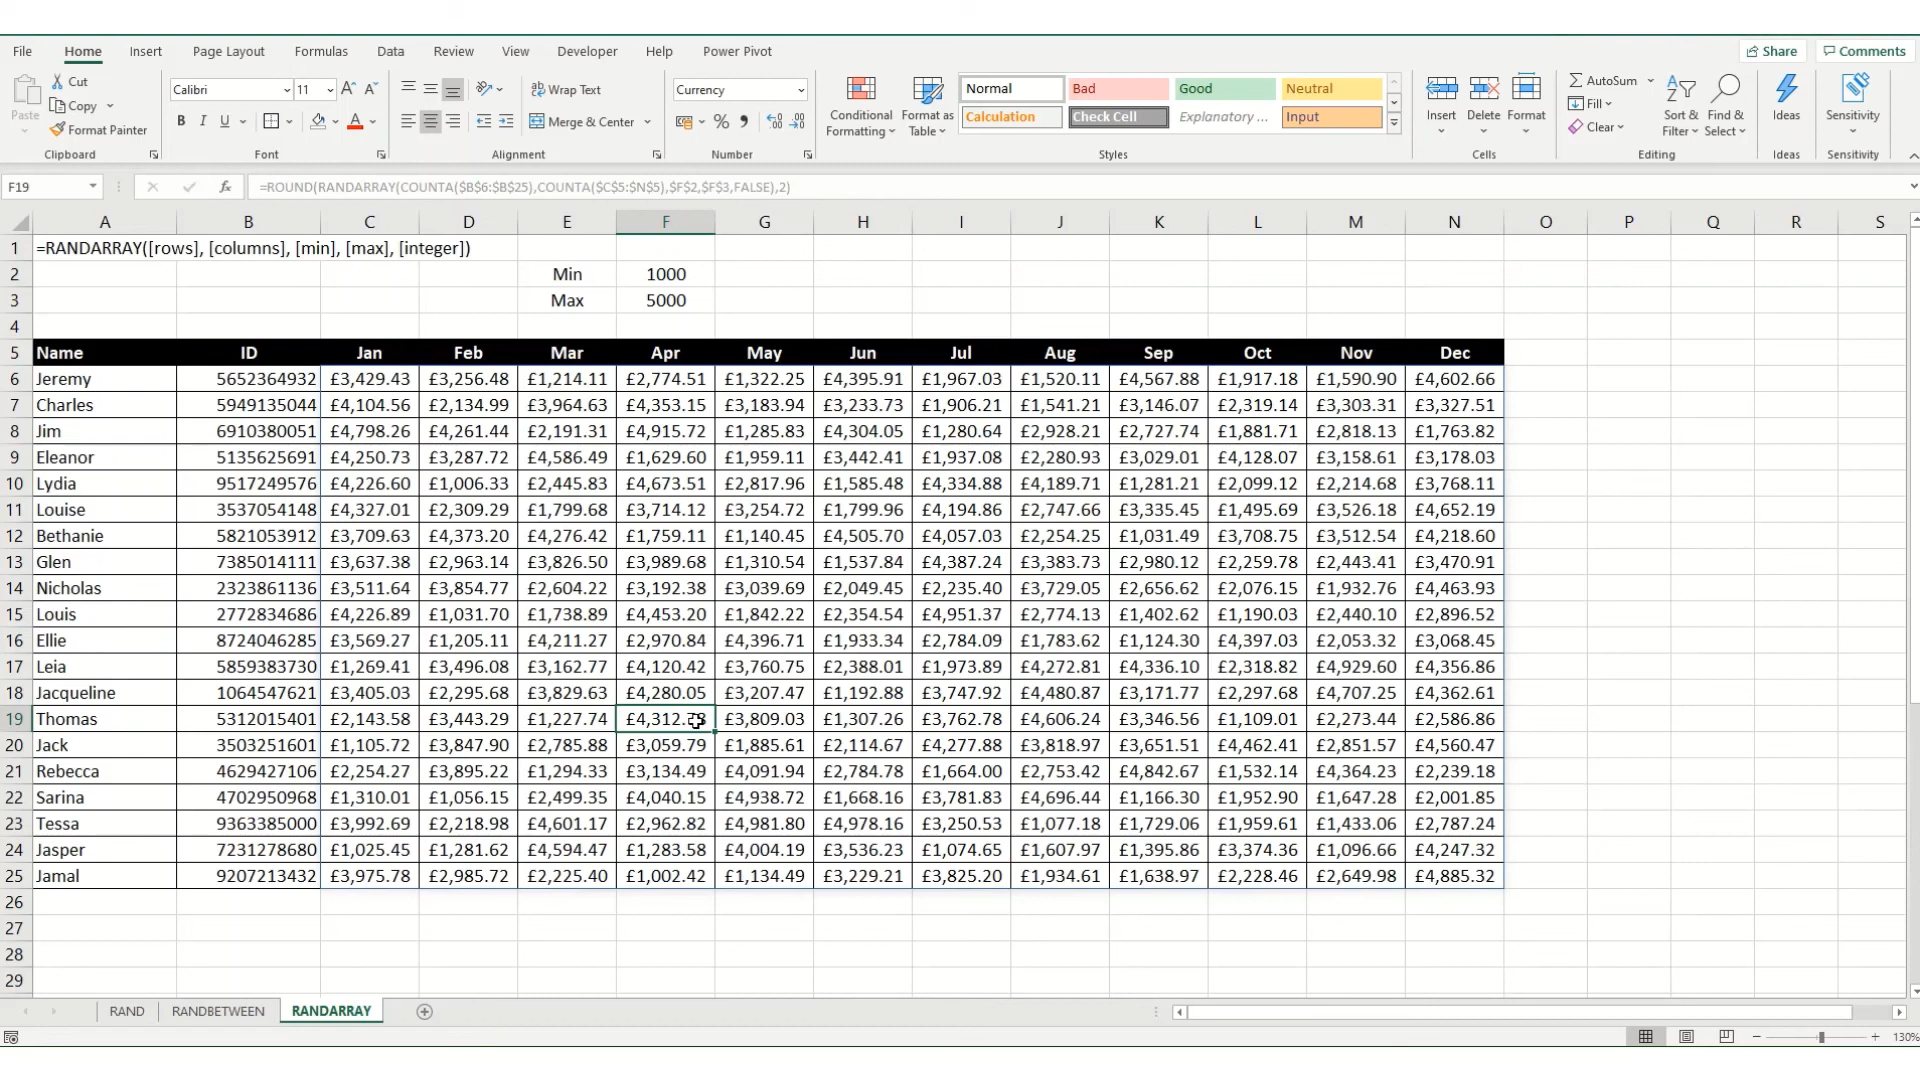 File Home Insert Page Layout Formulas Data Review View Developer Help Power Pivot Share Comments
Cut
Copy
Format Painter
Paste
Clipboard
Calibri 11
B I U
Font
Wrap Text
Merge & Center
Alignment
Currency
Number
Conditional Formatting
Format as Table
Normal Bad Good Neutral
Calculation Check Cell Explanatory ... Input
Styles
Insert Delete Format
Cells
AutoSum
Fill
Clear
Sort & Filter
Find & Select
Editing
Ideas
Ideas
Sensitivity
Sensitivity
F19 fx =ROUND(RANDARRAY(COUNTA($B$6:$B$25),COUNTA($C$5:$N$5),$F$2,$F$3,FALSE),2)
A B C D E F G H I J K L M N O P Q R S
1 =RANDARRAY([rows], [columns], [min], [max], [integer])
2 Min 1000
3 Max 5000
4
5 Name ID Jan Feb Mar Apr May Jun Jul Aug Sep Oct Nov Dec
6 Jeremy 5652364932 £3,429.43 £3,256.48 £1,214.11 £2,774.51 £1,322.25 £4,395.91 £1,967.03 £1,520.11 £4,567.88 £1,917.18 £1,590.90 £4,602.66
7 Charles 5949135044 £4,104.56 £2,134.99 £3,964.63 £4,353.15 £3,183.94 £3,233.73 £1,906.21 £1,541.21 £3,146.07 £2,319.14 £3,303.31 £3,327.51
8 Jim 6910380051 £4,798.26 £4,261.44 £2,191.31 £4,915.72 £1,285.83 £4,304.05 £1,280.64 £2,928.21 £2,727.74 £1,881.71 £2,818.13 £1,763.82
9 Eleanor 5135625691 £4,250.73 £3,287.72 £4,586.49 £1,629.60 £1,959.11 £3,442.41 £1,937.08 £2,280.93 £3,029.01 £4,128.07 £3,158.61 £3,178.03
10 Lydia 9517249576 £4,226.60 £1,006.33 £2,445.83 £4,673.51 £2,817.96 £1,585.48 £4,334.88 £4,189.71 £1,281.21 £2,099.12 £2,214.68 £3,768.11
11 Louise 3537054148 £4,327.01 £2,309.29 £1,799.68 £3,714.12 £3,254.72 £1,799.96 £4,194.86 £2,747.66 £3,335.45 £1,495.69 £3,526.18 £4,652.19
12 Bethanie 5821053912 £3,709.63 £4,373.20 £4,276.42 £1,759.11 £1,140.45 £4,505.70 £4,057.03 £2,254.25 £1,031.49 £3,708.75 £3,512.54 £4,218.60
13 Glen 7385014111 £3,637.38 £2,963.14 £3,826.50 £3,989.68 £1,310.54 £1,537.84 £4,387.24 £3,383.73 £2,980.12 £2,259.78 £2,443.41 £3,470.91
14 Nicholas 2323861136 £3,511.64 £3,854.77 £2,604.22 £3,192.38 £3,039.69 £2,049.45 £2,235.40 £3,729.05 £2,656.62 £2,076.15 £1,932.76 £4,463.93
15 Louis 2772834686 £4,226.89 £1,031.70 £1,738.89 £4,453.20 £1,842.22 £2,354.54 £4,951.37 £2,774.13 £1,402.62 £1,190.03 £2,440.10 £2,896.52
16 Ellie 8724046285 £3,569.27 £1,205.11 £4,211.27 £2,970.84 £4,396.71 £1,933.34 £2,784.09 £1,783.62 £1,124.30 £4,397.03 £2,053.32 £3,068.45
17 Leia 5859383730 £1,269.41 £3,496.08 £3,162.77 £4,120.42 £3,760.75 £2,388.01 £1,973.89 £4,272.81 £4,336.10 £2,318.82 £4,929.60 £4,356.86
18 Jacqueline 1064547621 £3,405.03 £2,295.68 £3,829.63 £4,280.05 £3,207.47 £1,192.88 £3,747.92 £4,480.87 £3,171.77 £2,297.68 £4,707.25 £4,362.61
19 Thomas 5312015401 £2,143.58 £3,443.29 £1,227.74 £3,809.03 £1,307.26 £3,762.78 £4,606.24 £3,346.56 £1,109.01 £2,273.44 £2,586.86
20 Jack 3503251601 £1,105.72 £3,847.90 £2,785.88 £3,059.79 £1,885.61 £2,114.67 £4,277.88 £3,818.97 £3,651.51 £4,462.41 £2,851.57 £4,560.47
21 Rebecca 4629427106 £2,254.27 £3,895.22 £1,294.33 £3,134.49 £4,091.94 £2,784.78 £1,664.00 £2,753.42 £4,842.67 £1,532.14 £4,364.23 £2,239.18
22 Sarina 4702950968 £1,310.01 £1,056.15 £2,499.35 £4,040.15 £4,938.72 £1,668.16 £3,781.83 £4,696.44 £1,166.30 £1,952.90 £1,647.28 £2,001.85
23 Tessa 9363385000 £3,992.69 £2,218.98 £4,601.17 £2,962.82 £4,981.80 £4,978.16 £3,250.53 £1,077.18 £1,729.06 £1,959.61 £1,433.06 £2,787.24
24 Jasper 7231278680 £1,025.45 £1,281.62 £4,594.47 £1,283.58 £4,004.19 £3,536.23 £1,074.65 £1,607.97 £1,395.86 £3,374.36 £1,096.66 £4,247.32
25 Jamal 9207213432 £3,975.78 £2,985.72 £2,225.40 £1,002.42 £1,134.49 £3,229.21 £3,825.20 £1,934.61 £1,638.97 £2,228.46 £2,649.98 £4,885.32
26
27
28
29
RAND RANDBETWEEN RANDARRAY
130%